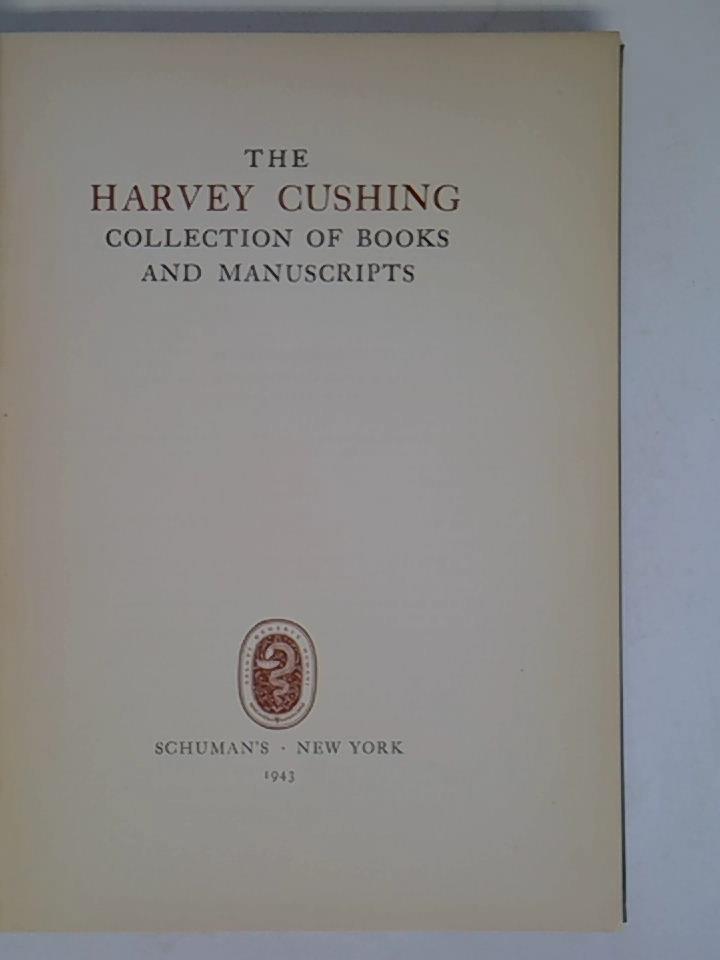 THE
HARVEY CUSHING
COLLECTION OF BOOKS
AND MANUSCRIPTS
SCHUMAN'S · NEW YORK
1943